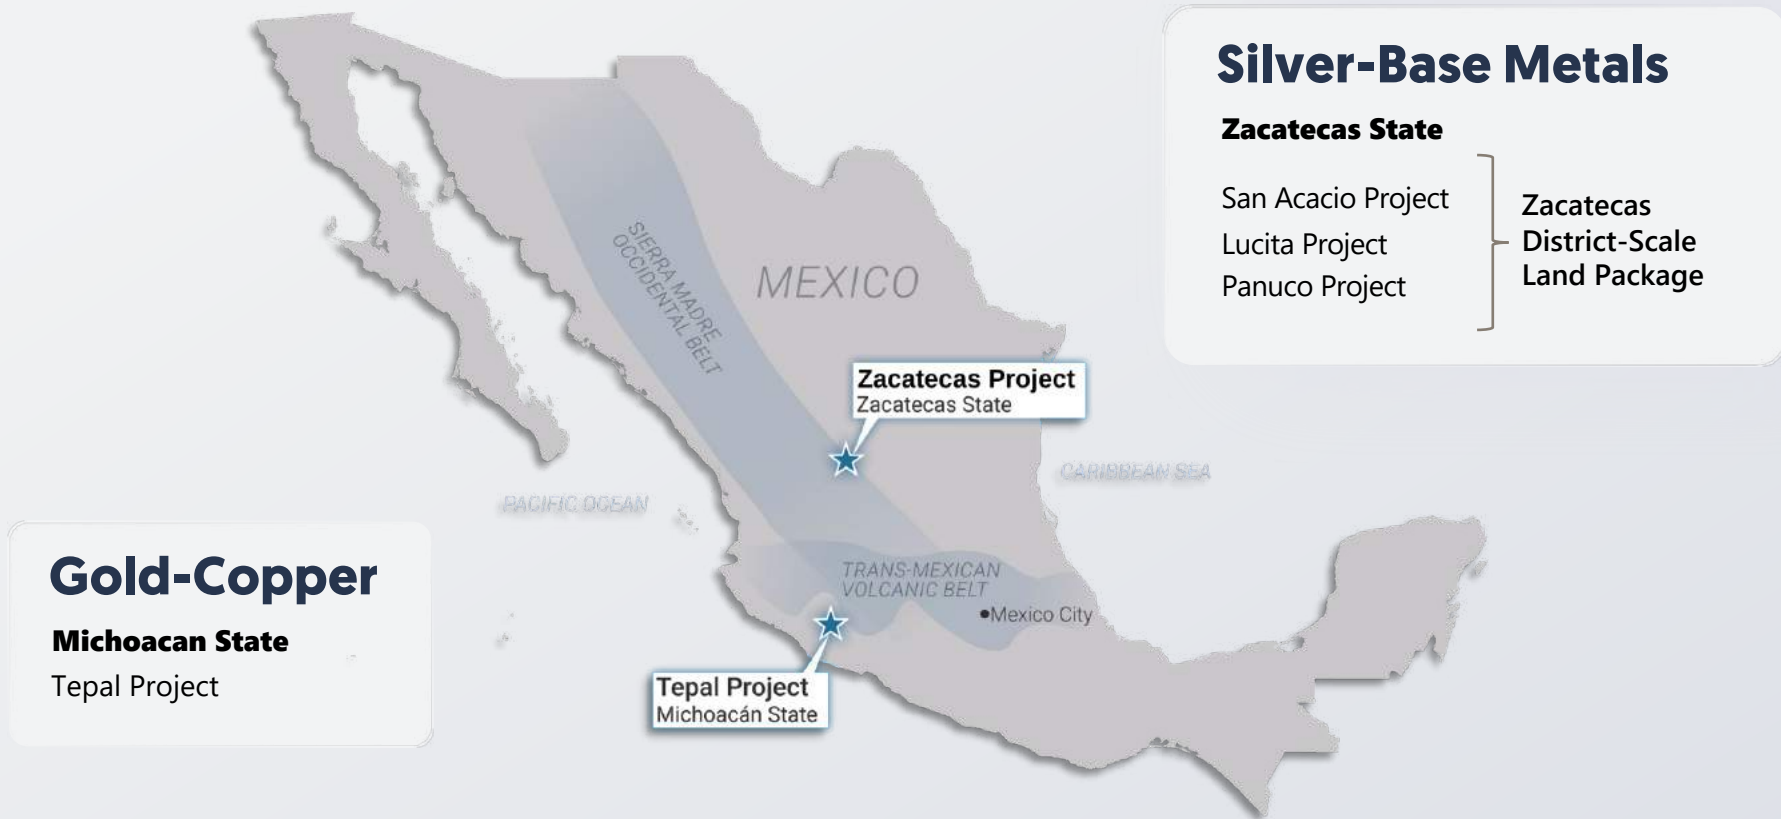 Silver-Base Metals
Zacatecas State
San Acacio Project
Lucita Project
Panuco Project
Zacatecas
District-Scale
Land Package
SIERRA MADRE
OCCIDENTAL BELT
MEXICO
Zacatecas Project
Zacatecas State
CARIBBEAN SEA
PACIFIC OCEAN
TRANS-MEXICAN
VOLCANIC BELT
Mexico City
Tepal Project
Michoacán State
Gold-Copper
Michoacan State
Tepal Project